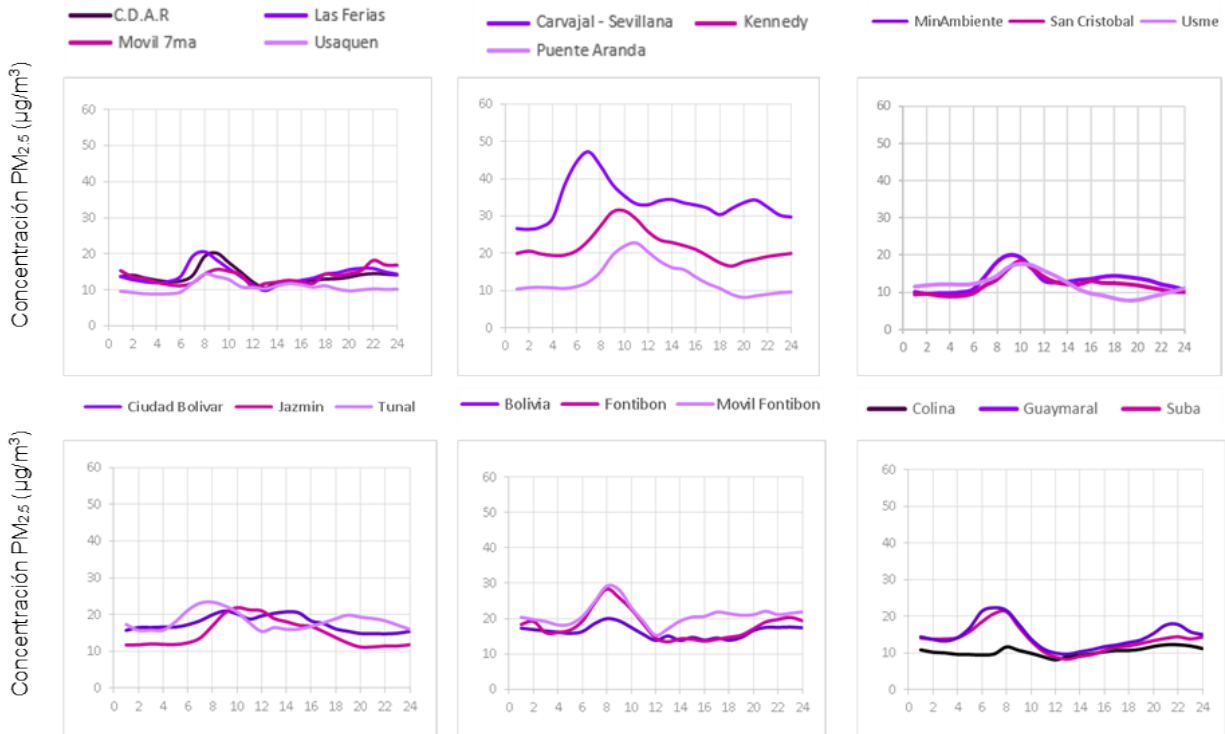 C.D.A.R Las Ferias
Movil 7ma Usaquen
Carvajal - Sevillana Kennedy
Puente Aranda
MinAmbiente San Cristobal Usme
Concentración PM2.5 (µg/m³)
60
50
40
30
20
10
0
0 2 4 6 8 10 12 14 16 18 20 22 24
60
50
40
30
20
10
0
0 2 4 6 8 10 12 14 16 18 20 22 24
60
50
40
30
20
10
0
0 2 4 6 8 10 12 14 16 18 20 22 24
Ciudad Bolivar Jazmin Tunal
Bolivia Fontibon Movil Fontibon
Colina Guaymaral Suba
Concentración PM25 (µg/m³)
60
50
40
30
20
10
0
0 2 4 6 8 10 12 14 16 18 20 22 24
60
50
40
30
20
10
0
0 2 4 6 8 10 12 14 16 18 20 22 24
60
50
40
30
20
10
0
0 2 4 6 8 10 12 14 16 18 20 22 24